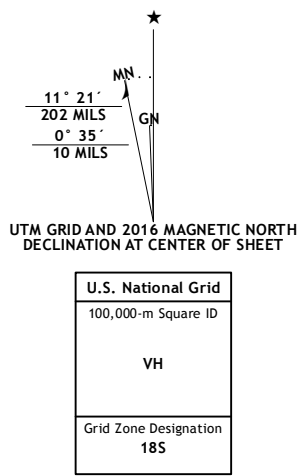 ★
MN
11° 21´
202 MILS
GN
0° 35´
10 MILS
UTM GRID AND 2016 MAGNETIC NORTH
DECLINATION AT CENTER OF SHEET
U.S. National Grid
100,000-m Square ID
VH
Grid Zone Designation
18S